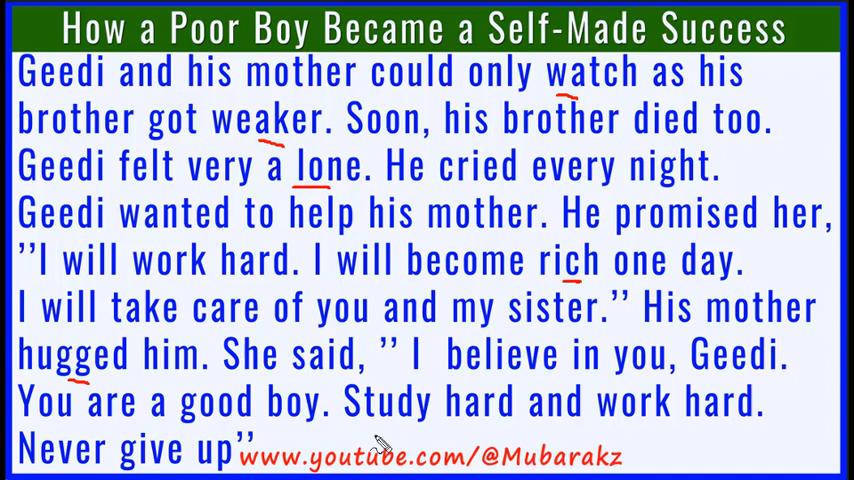 How a Poor Boy Became a Self-Made Success
Geedi and his mother could only watch as his
brother got weaker. Soon, his brother died too.
Geedi felt very a lone. He cried every night.
Geedi wanted to help his mother. He promised her,
’’I will work hard. I will become rich one day.
I will take care of you and my sister.’’ His mother
hugged him. She said, ’’ I believe in you, Geedi.
You are a good boy. Study hard and work hard.
Never give up’’
www.youtube.com/@Mubarakz